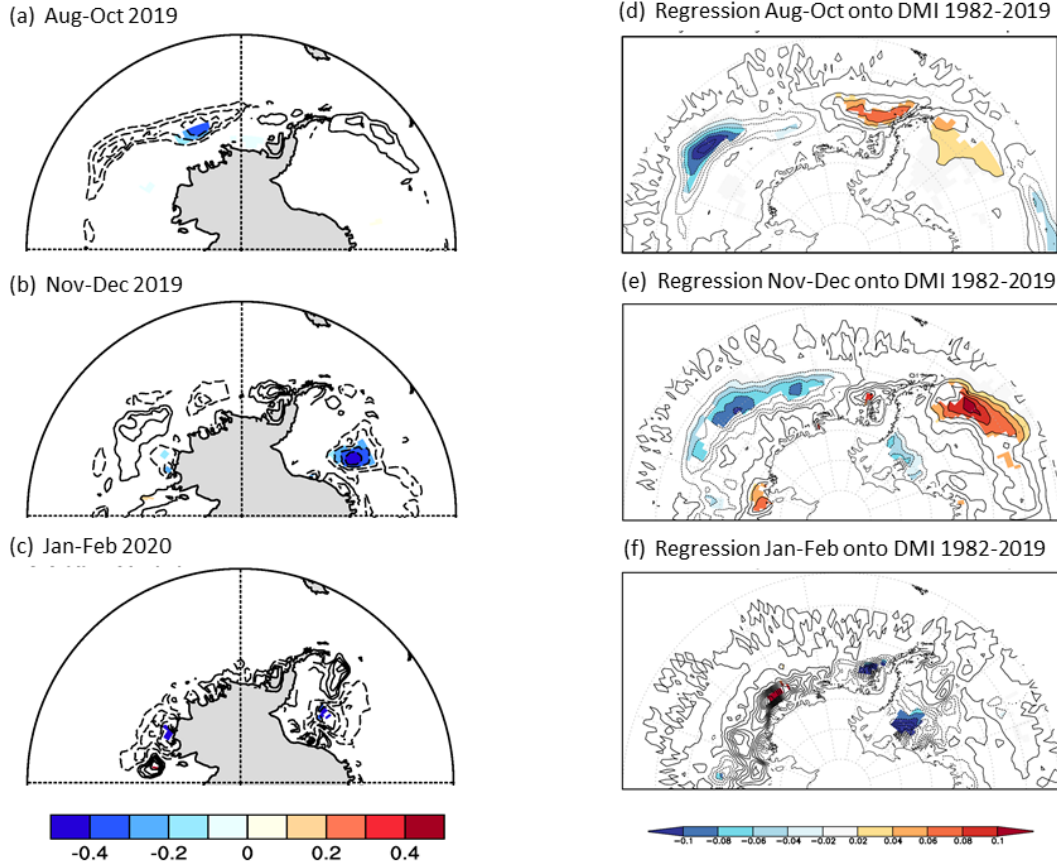 (a) Aug-Oct 2019
(d) Regression Aug-Oct onto DMI 1982-2019
(b) Nov-Dec 2019
(e) Regression Nov-Dec onto DMI 1982-2019
(c) Jan-Feb 2020
(f) Regression Jan-Feb onto DMI 1982-2019
-0.4 -0.2 0 0.2 0.4
-0.1 -0.08 -0.06 -0.04 -0.02 0.02 0.04 0.06 0.08 0.1